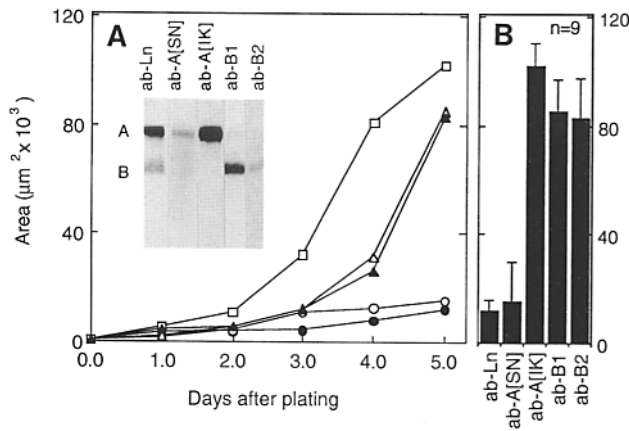 120
80
40
0
Area (µm² x 10³)
A
ab-Ln
ab-A[SN]
ab-A[IK]
ab-B1
ab-B2
A
B
0.0
1.0
2.0
3.0
4.0
5.0
Days after plating
B
n=9
120
80
40
0
ab-Ln
ab-A[SN]
ab-A[IK]
ab-B1
ab-B2